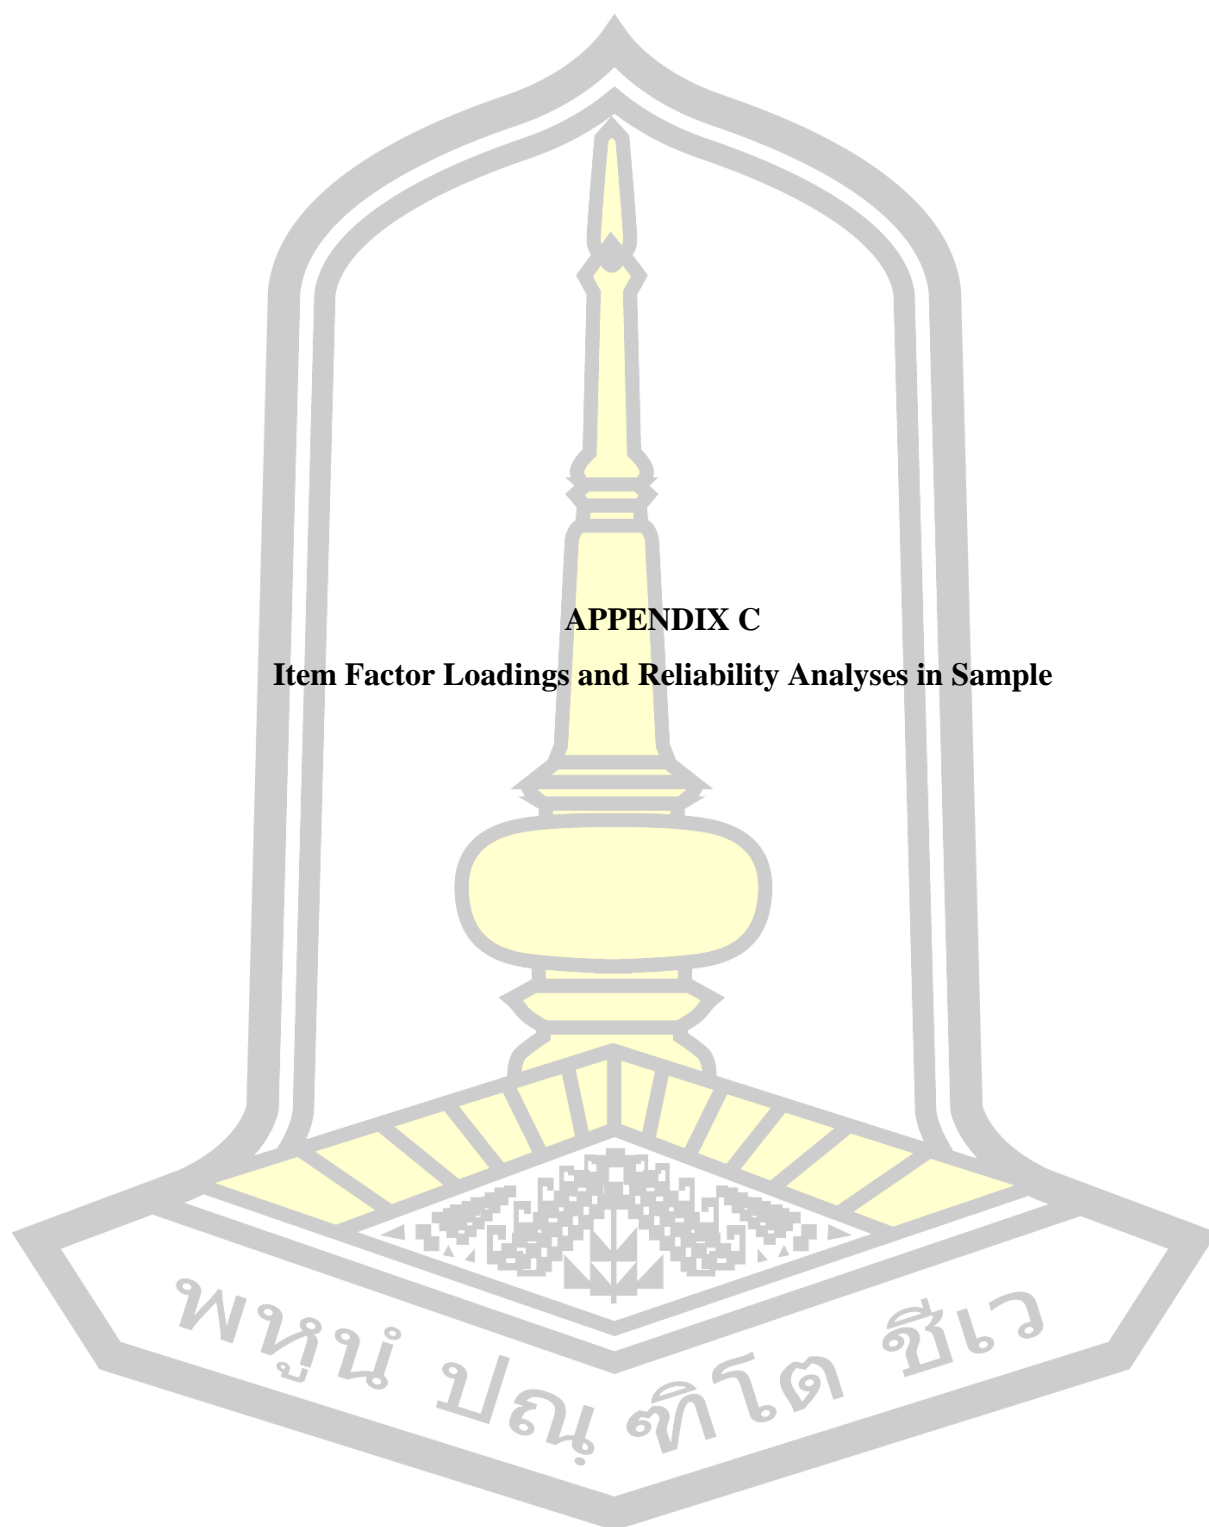 APPENDIX C
Item Factor Loadings and Reliability Analyses in Sample
พหูนํ ปณฺฑิโต ชีเว